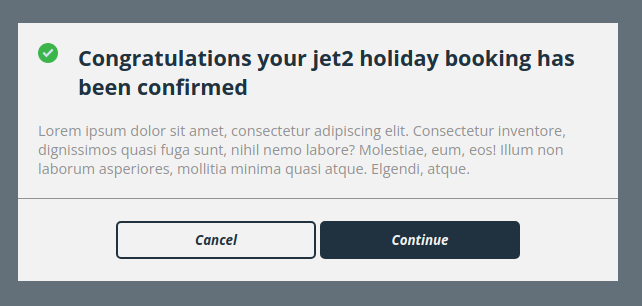 Congratulations your jet2 holiday booking has
been confirmed
Lorem ipsum dolor sit amet, consectetur adipiscing elit. Consectetur inventore,
dignissimos quasi fuga sunt, nihil nemo labore? Molestiae, eum, eos! Illum non
laborum asperiores, mollitia minima quasi atque. Elgendi, atque.
Cancel
Continue